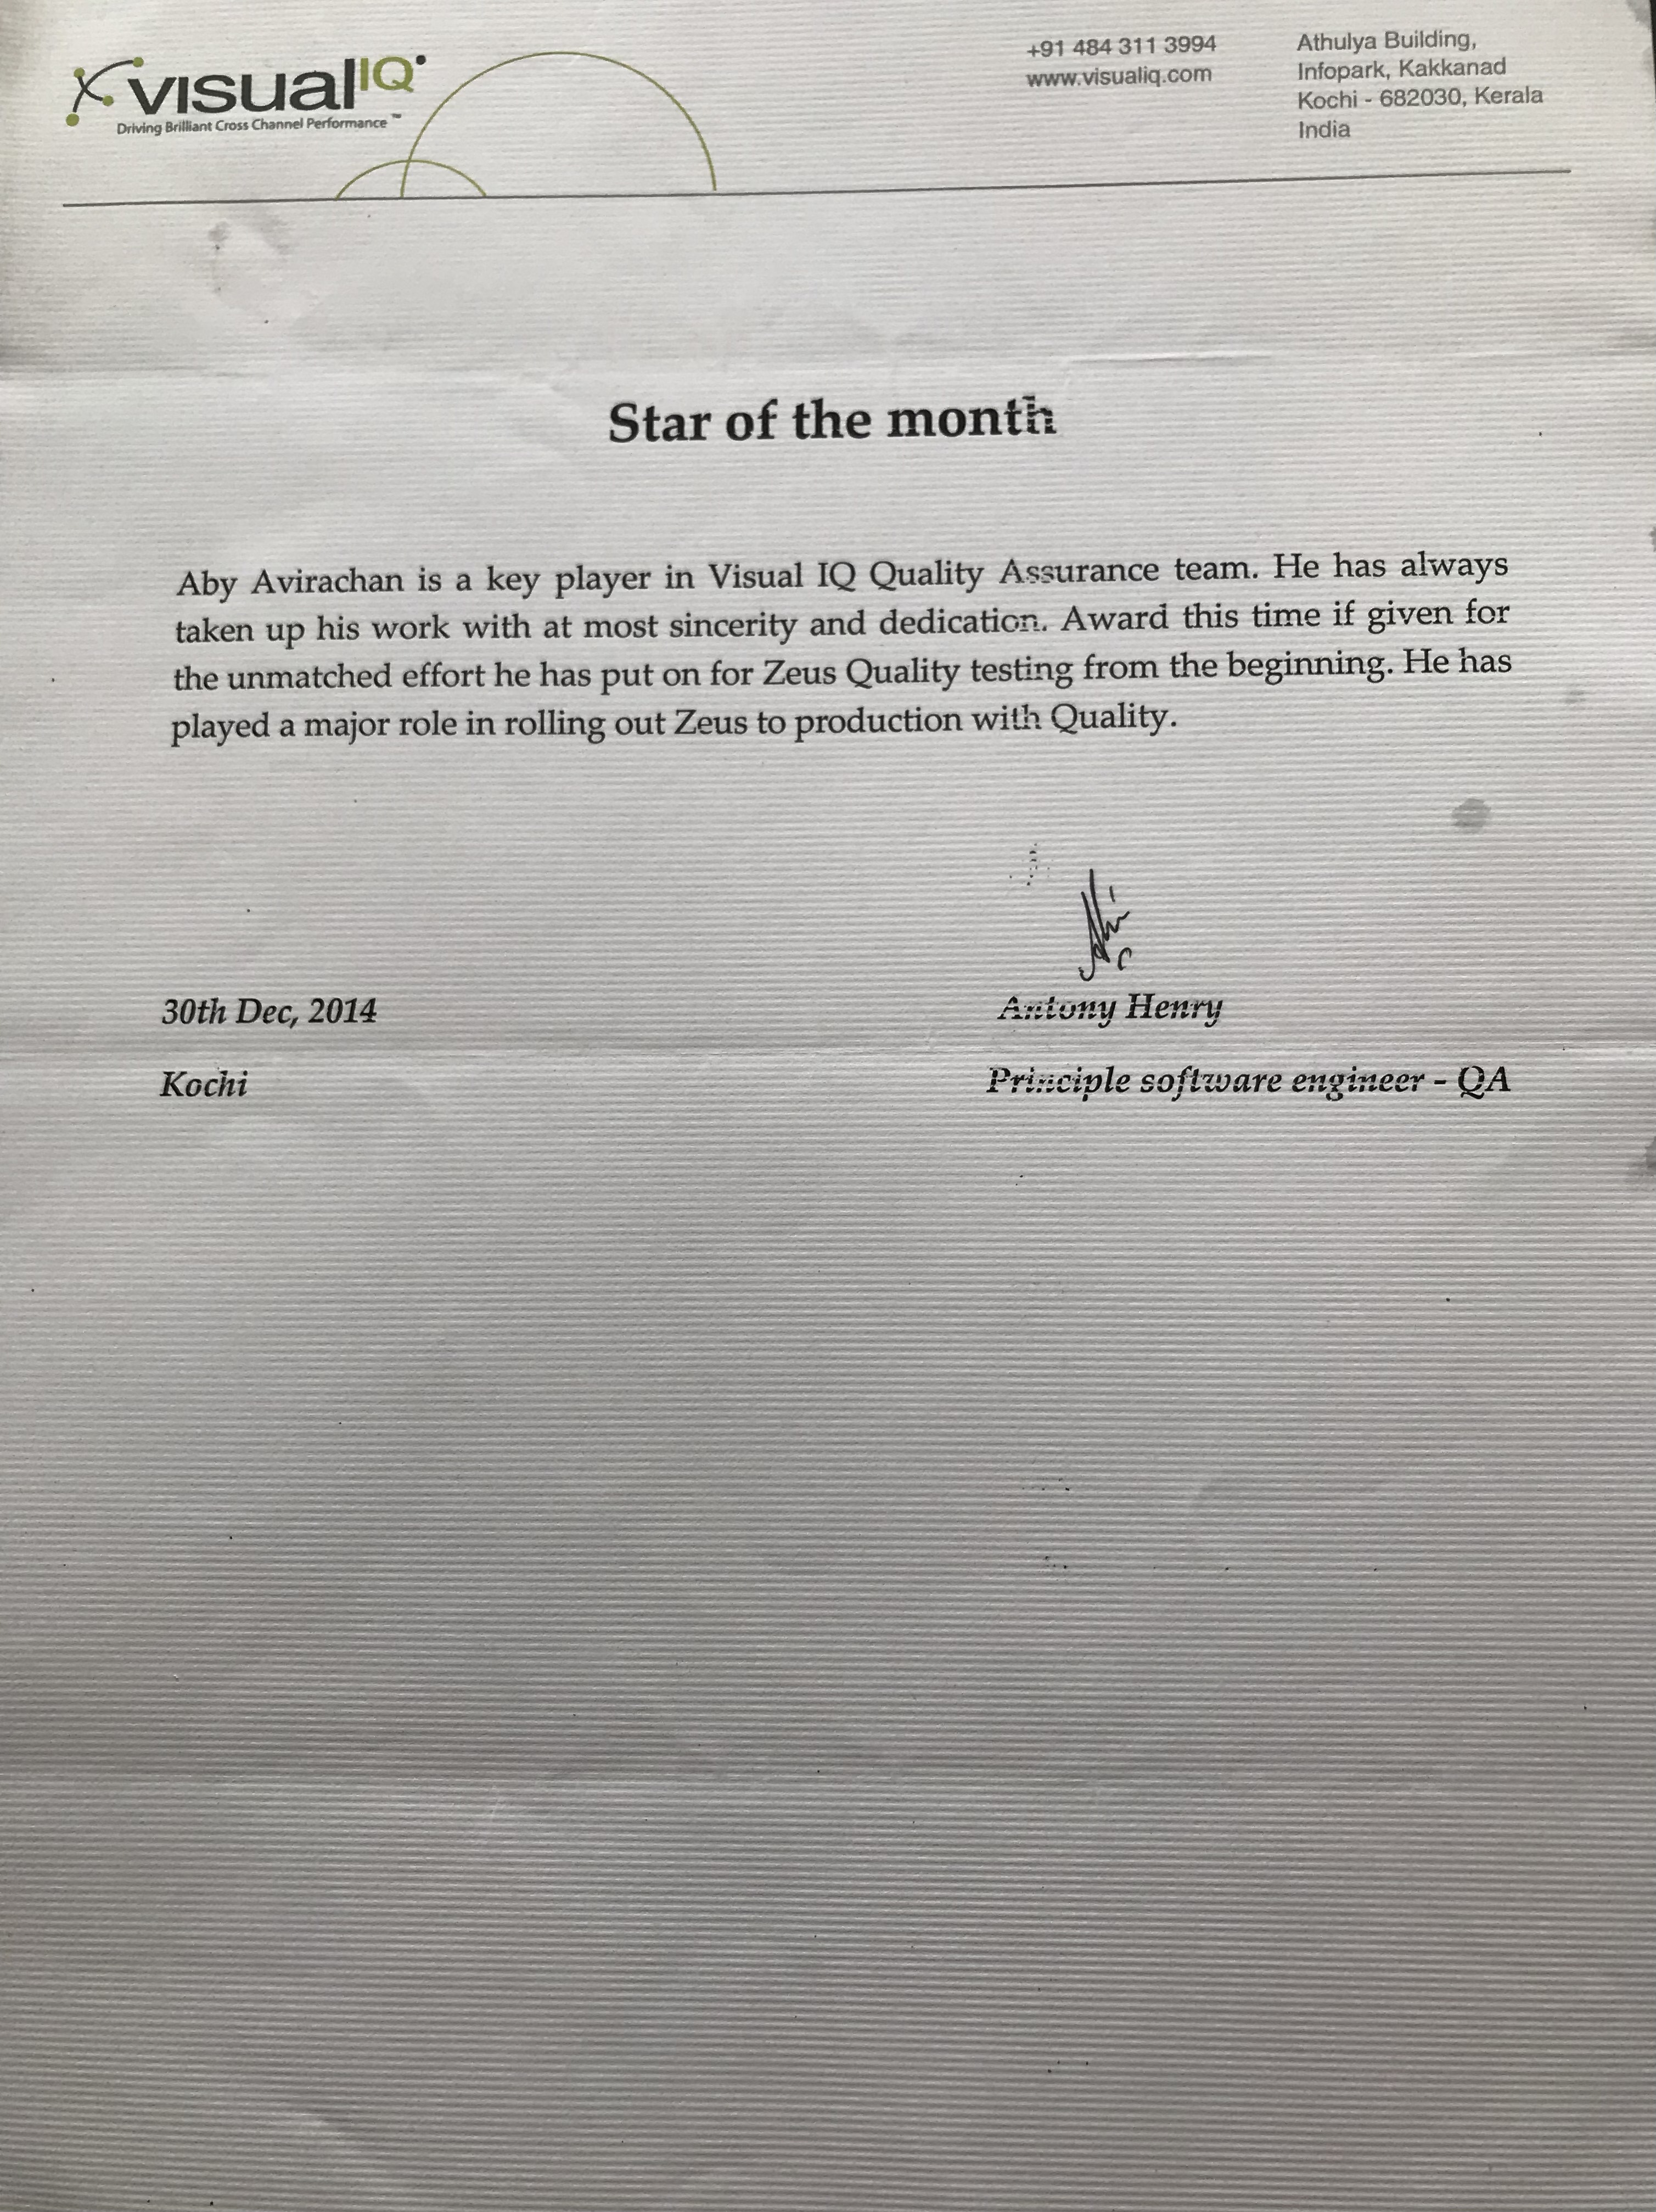 visualIQ
Driving Brilliant Cross Channel Performance ™
+91 484 311 3994
www.visualiq.com
Athulya Building,
Infopark, Kakkanad
Kochi - 682030, Kerala
India
Star of the month
Aby Avirachan is a key player in Visual IQ Quality Assurance team. He has always
taken up his work with at most sincerity and dedication. Award this time if given for
the unmatched effort he has put on for Zeus Quality testing from the beginning. He has
played a major role in rolling out Zeus to production with Quality.
30th Dec, 2014
Antony Henry
Kochi
Principle software engineer - QA